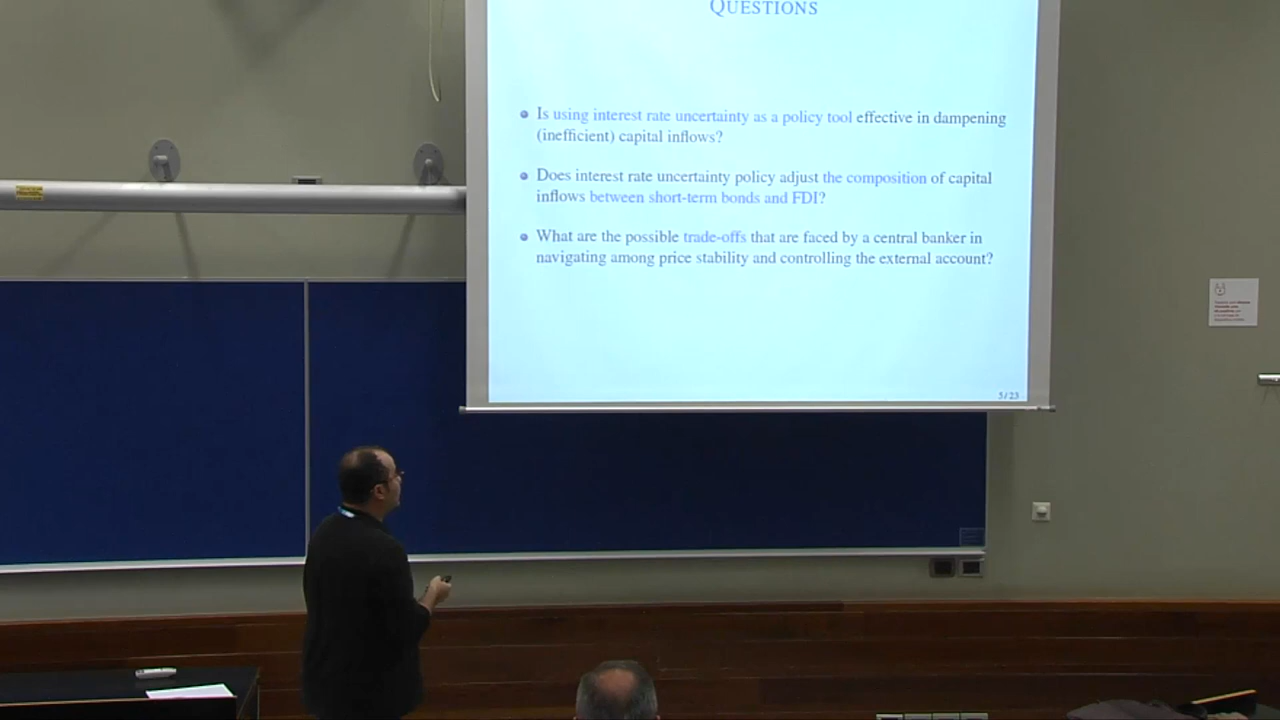 QUESTIONS
Is using interest rate uncertainty as a policy tool effective in dampening
(inefficient) capital inflows?
Does interest rate uncertainty policy adjust the composition of capital
inflows between short-term bonds and FDI?
What are the possible trade-offs that are faced by a central banker in
navigating among price stability and controlling the external account?
5/23